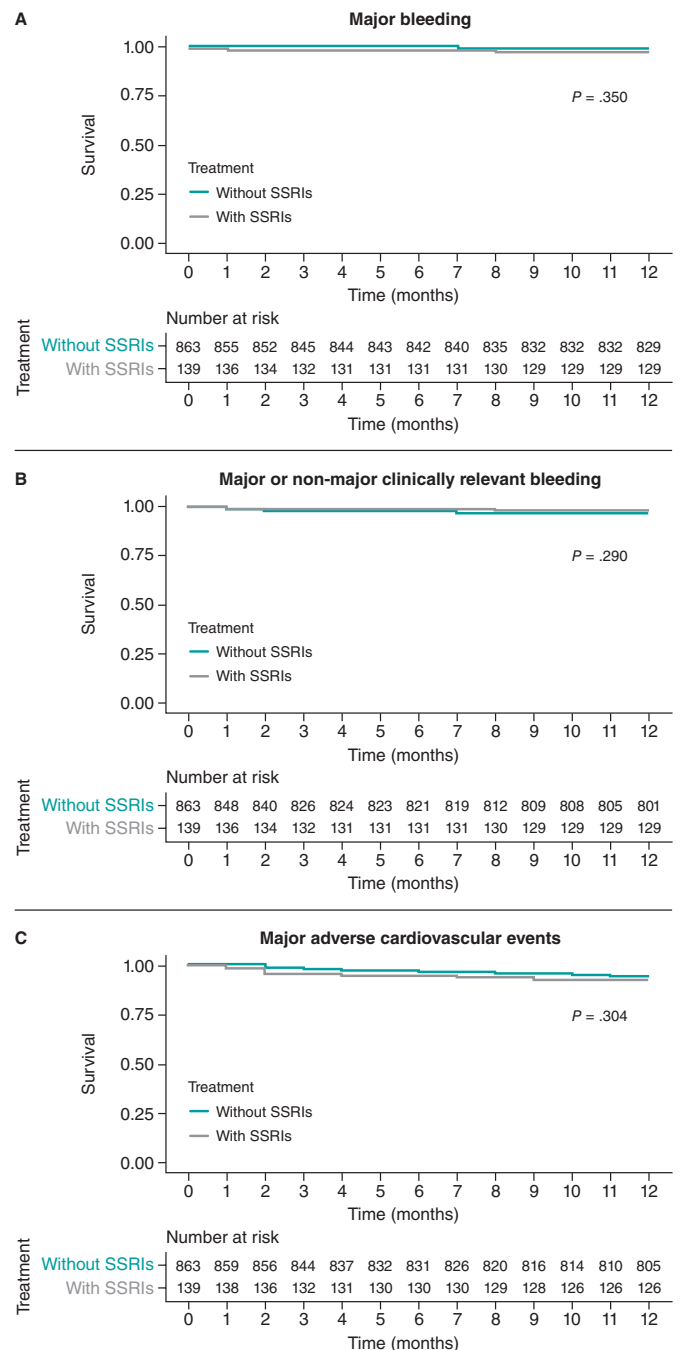 A Major bleeding
1.00
0.75
0.50
0.25
0.00
Survival
P = .350
Treatment
Without SSRIs
With SSRIs
0 1 2 3 4 5 6 7 8 9 10 11 12
Time (months)
Number at risk
Treatment
Without SSRIs 863 855 852 845 844 843 842 840 835 832 832 832 829
With SSRIs 139 136 134 132 131 131 131 131 130 129 129 129 129
0 1 2 3 4 5 6 7 8 9 10 11 12
Time (months)
B Major or non-major clinically relevant bleeding
1.00
0.75
0.50
0.25
0.00
Survival
P = .290
Treatment
Without SSRIs
With SSRIs
0 1 2 3 4 5 6 7 8 9 10 11 12
Time (months)
Number at risk
Treatment
Without SSRIs 863 848 840 826 824 823 821 819 812 809 808 805 801
With SSRIs 139 136 134 132 131 131 131 131 130 129 129 129 129
0 1 2 3 4 5 6 7 8 9 10 11 12
Time (months)
C Major adverse cardiovascular events
1.00
0.75
0.50
0.25
0.00
Survival
P = .304
Treatment
Without SSRIs
With SSRIs
0 1 2 3 4 5 6 7 8 9 10 11 12
Time (months)
Number at risk
Treatment
Without SSRIs 863 859 856 844 837 832 831 826 820 816 814 810 805
With SSRIs 139 138 136 132 131 130 130 130 129 128 126 126 126
0 1 2 3 4 5 6 7 8 9 10 11 12
Time (months)